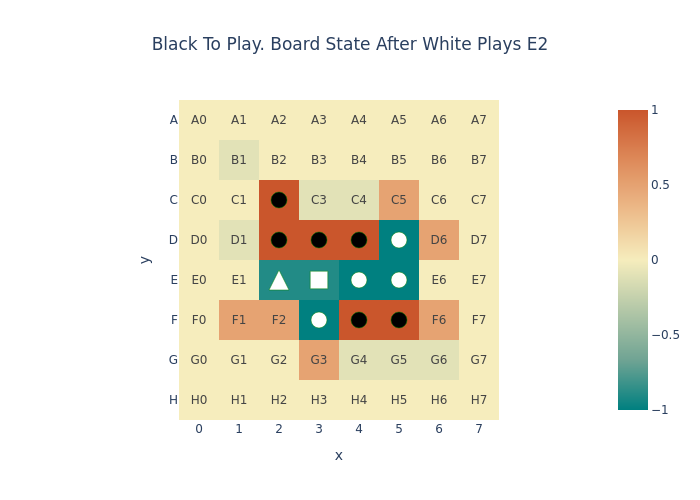 Black To Play. Board State After White Plays E2
A A0 A1 A2 A3 A4 A5 A6 A7
B B0 B1 B2 B3 B4 B5 B6 B7
C C0 C1 C3 C4 C5 C6 C7
D D0 D1 D6 D7
E E0 E1 E6 E7
F F0 F1 F2 F6 F7
G G0 G1 G2 G3 G4 G5 G6 G7
H H0 H1 H2 H3 H4 H5 H6 H7
0 1 2 3 4 5 6 7
x
y
1
0.5
0
−0.5
−1